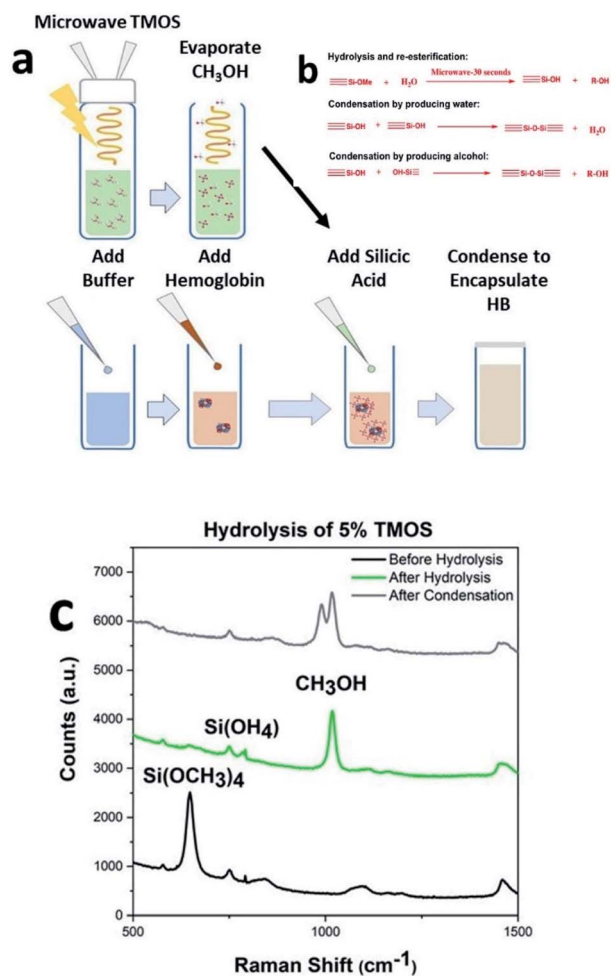 Microwave TMOS
a
Evaporate
CH₃OH
b
Hydrolysis and re-esterification:
Si-OMe + H₂O Microwave-30 seconds Si-OH + R-OH
Condensation by producing water:
Si-OH + Si-OH Si-O-Si + H₂O
Condensation by producing alcohol:
Si-OH + OH-Si Si-O-Si + R-OH
Add
Buffer
Add
Hemoglobin
Add Silicic
Acid
Condense to
Encapsulate
HB
Hydrolysis of 5% TMOS
c
Before Hydrolysis
After Hydrolysis
After Condensation
CH₃OH
Si(OH₄)
Si(OCH₃)₄
Counts (a.u.)
7000
6000
5000
4000
3000
2000
1000
0
500
1000
1500
Raman Shift (cm⁻¹)